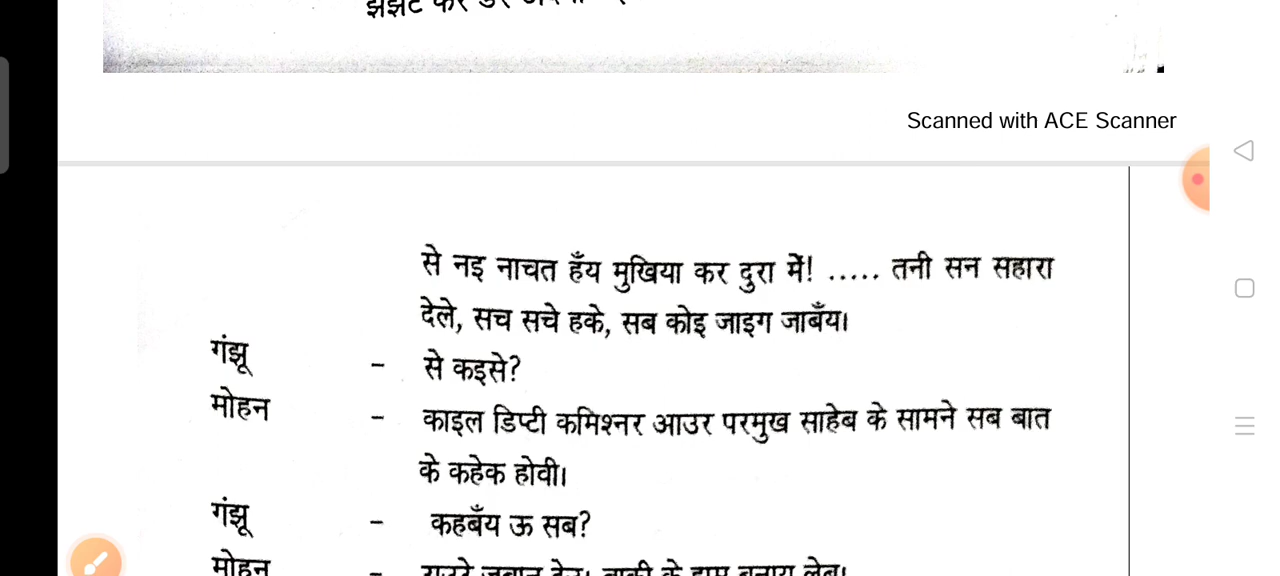 Scanned with ACE Scanner
से नइ नाचत हँय मुखिया कर दुरा में! ..... तनी सन सहारा
देले, सच सचे हके, सब कोइ जाइग जाबँय।
गंझू - से कइसे?
मोहन - काइल डिप्टी कमिश्नर आउर परमुख साहेब के सामने सब बात
के कहेक होवी।
गंझू - कहबँय ऊ सब?
मोहन -